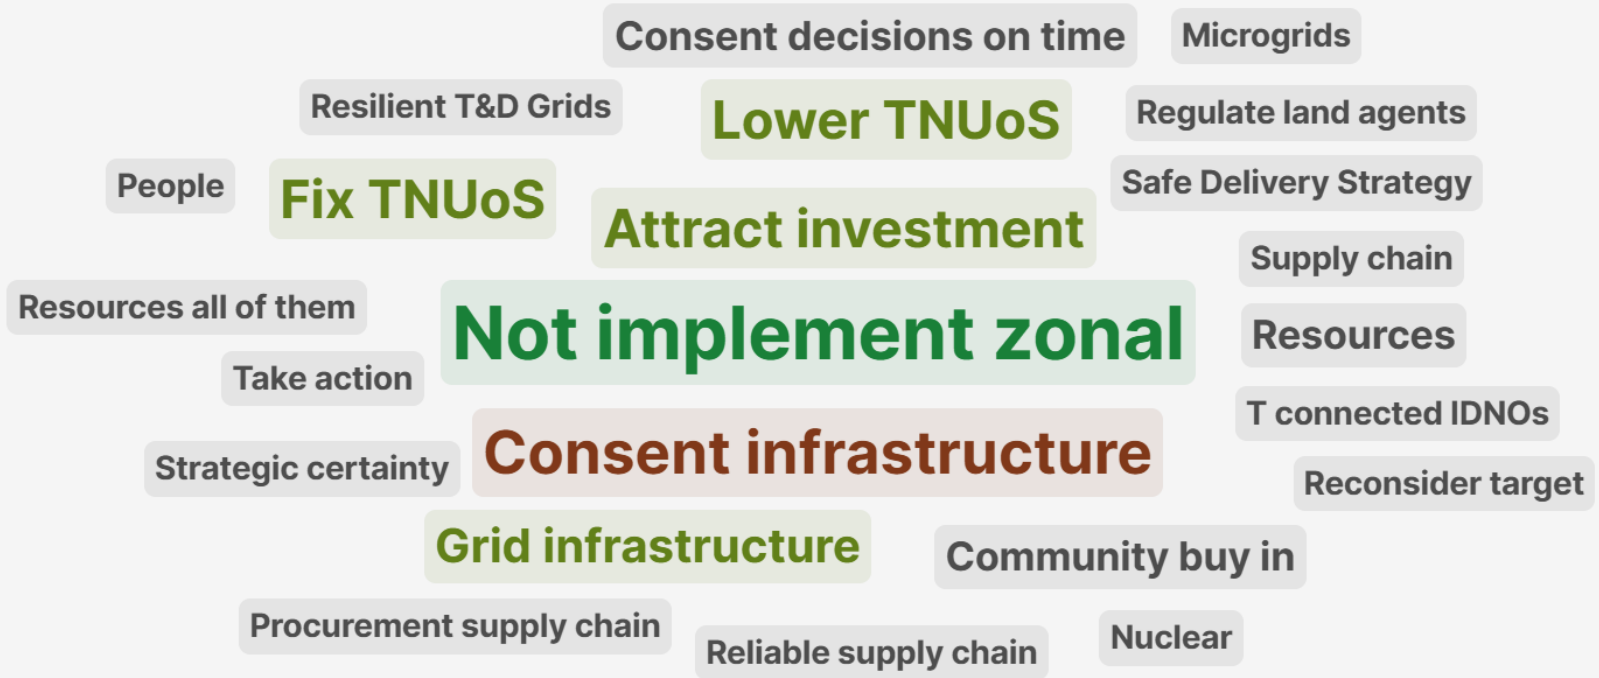 Consent decisions on time
Microgrids
Resilient T&D Grids
Lower TNUoS
Regulate land agents
People
Fix TNUoS
Attract investment
Safe Delivery Strategy
Supply chain
Resources all of them
Not implement zonal
Resources
Take action
T connected IDNOs
Strategic certainty
Consent infrastructure
Reconsider target
Grid infrastructure
Community buy in
Procurement supply chain
Reliable supply chain
Nuclear